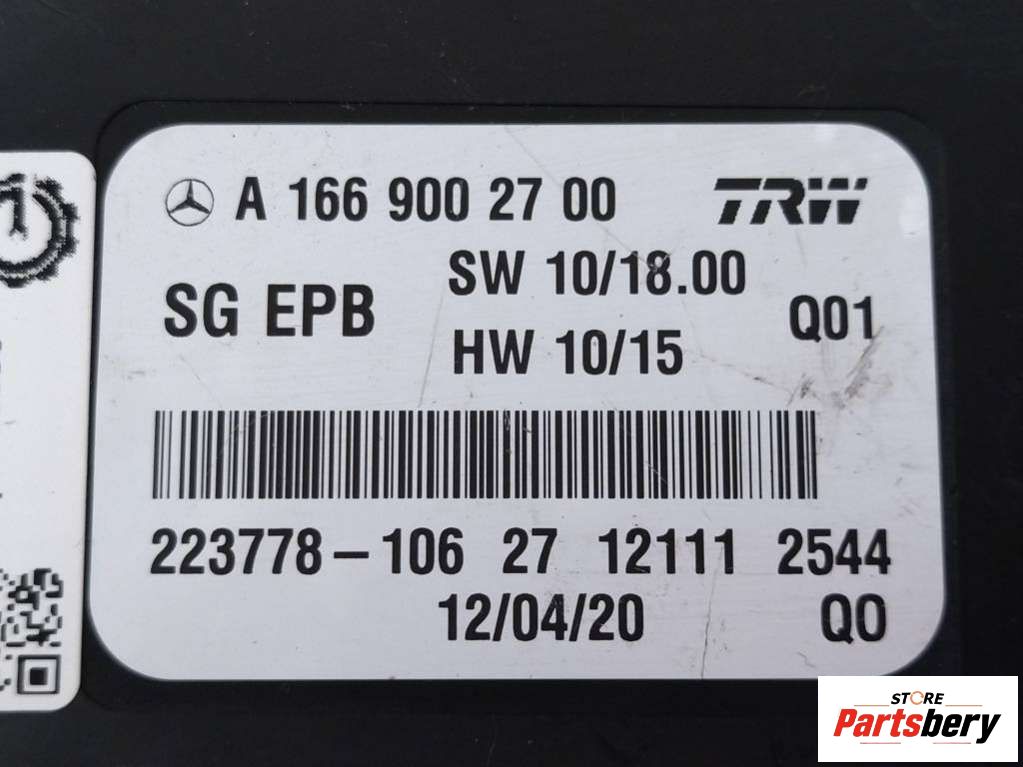 A 166 900 27 00 TRW
SW 10/18.00
SG EPB Q01
HW 10/15
223778-106 27 12111 2544
12/04/20 Q0
STORE
Partsbery